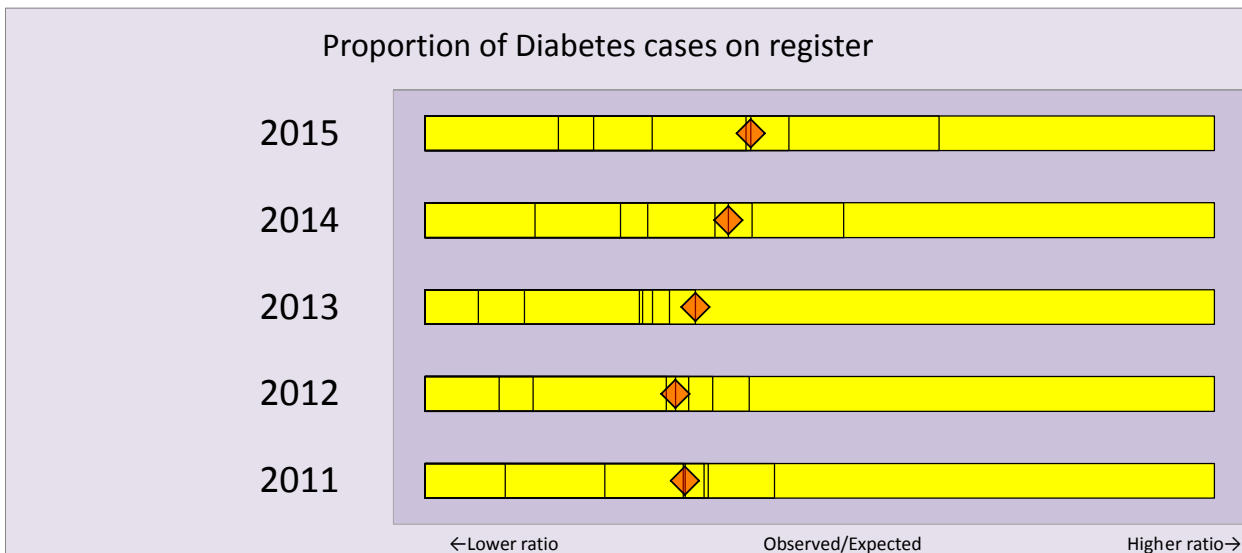 Proportion of Diabetes cases on register
2015
2014
2013
2012
2011
←Lower ratio Observed/Expected Higher ratio→